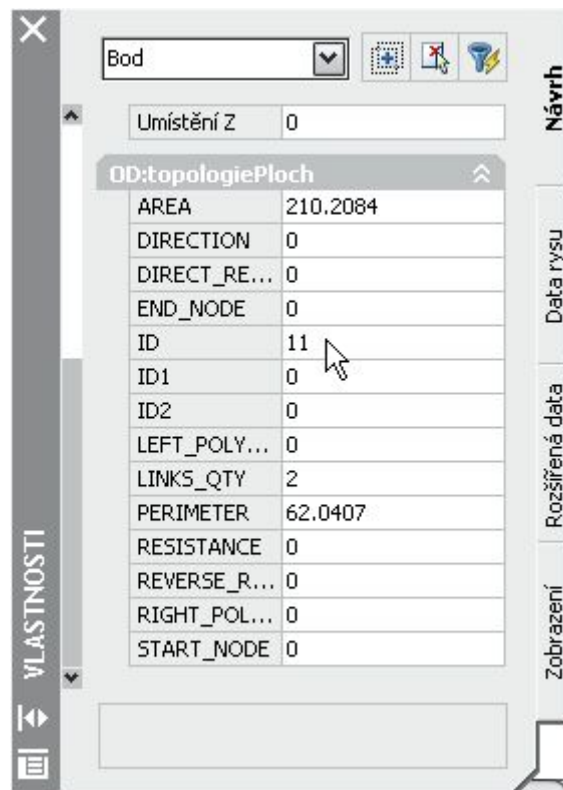 Bod
Umístění Z 0
OD:topologiePloch
AREA 210.2084
DIRECTION 0
DIRECT_RE... 0
END_NODE 0
ID 11
ID1 0
ID2 0
LEFT_POLY... 0
LINKS_QTY 2
PERIMETER 62.0407
RESISTANCE 0
REVERSE_R... 0
RIGHT_POL... 0
START_NODE 0
VLASTNOSTI
Návrh
Data rysu
Rozšířená data
Zobrazení